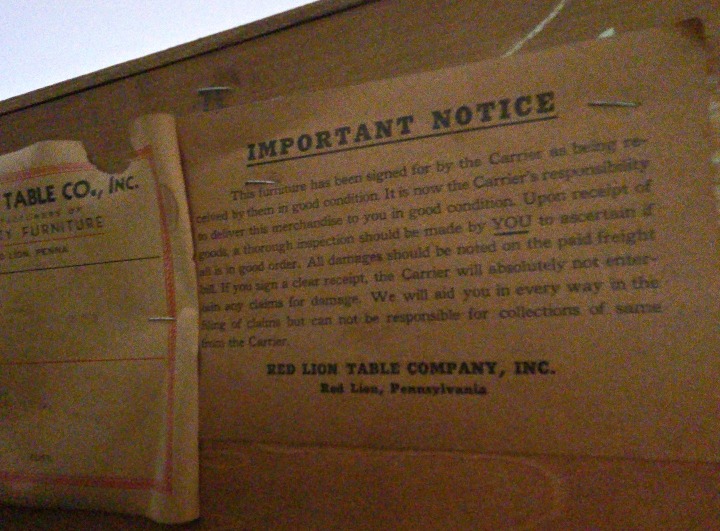 TABLE CO., INC.
TY FURNITURE
D LION, PENNA
IMPORTANT NOTICE
This furniture has been signed for by the Carrier as being re-
ceived by them in good condition. It is now the Carrier's responsibility
to deliver this merchandise to you in good condition. Upon receipt of
goods, a thorough inspection should be made by YOU to ascertain if
all is in good order. All damages should be noted on the paid freight
bill. If you sign a clear receipt, the Carrier will absolutely not enter-
tain any claims for damage. We will aid you in every way in the
filing of claims but can not be responsible for collections of same
from the Carrier.
RED LION TABLE COMPANY, INC.
Red Lion, Pennsylvania